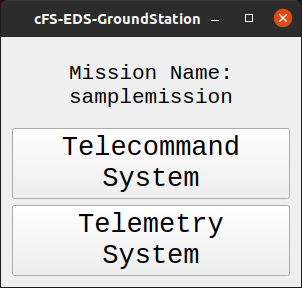 cFS-EDS-GroundStation
Mission Name:
samplemission
Telecommand
System
Telemetry
System